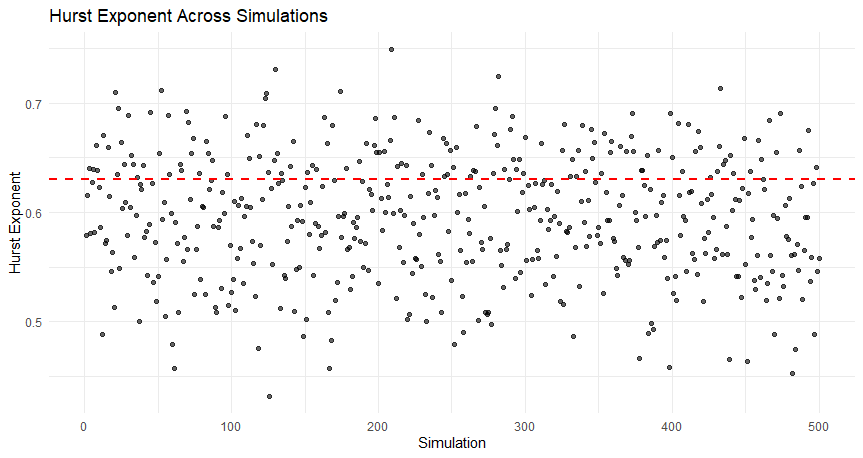 Hurst Exponent Across Simulations
Hurst Exponent
0.7
0.6
0.5
0 100 200 300 400 500
Simulation